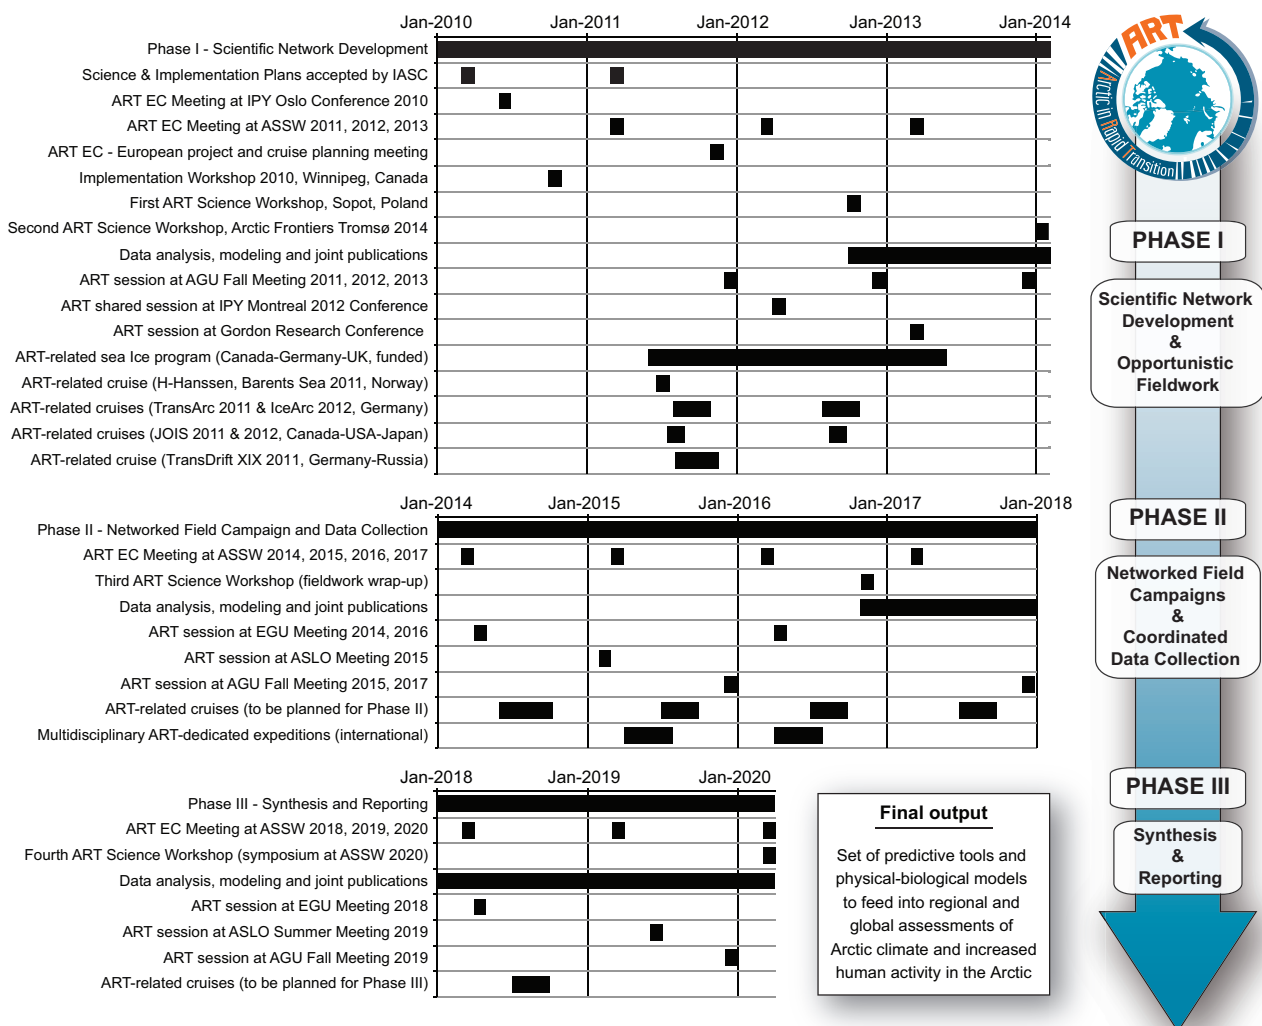 Jan-2010 Jan-2011 Jan-2012 Jan-2013 Jan-2014
Phase I - Scientific Network Development
Science & Implementation Plans accepted by IASC
ART EC Meeting at IPY Oslo Conference 2010
ART EC Meeting at ASSW 2011, 2012, 2013
ART EC - European project and cruise planning meeting
Implementation Workshop 2010, Winnipeg, Canada
First ART Science Workshop, Sopot, Poland
Second ART Science Workshop, Arctic Frontiers Tromsø 2014
Data analysis, modeling and joint publications
ART session at AGU Fall Meeting 2011, 2012, 2013
ART shared session at IPY Montreal 2012 Conference
ART session at Gordon Research Conference
ART-related sea Ice program (Canada-Germany-UK, funded)
ART-related cruise (H-Hanssen, Barents Sea 2011, Norway)
ART-related cruises (TransArc 2011 & IceArc 2012, Germany)
ART-related cruises (JOIS 2011 & 2012, Canada-USA-Japan)
ART-related cruise (TransDrift XIX 2011, Germany-Russia)
Jan-2014 Jan-2015 Jan-2016 Jan-2017 Jan-2018
Phase II - Networked Field Campaign and Data Collection
ART EC Meeting at ASSW 2014, 2015, 2016, 2017
Third ART Science Workshop (fieldwork wrap-up)
Data analysis, modeling and joint publications
ART session at EGU Meeting 2014, 2016
ART session at ASLO Meeting 2015
ART session at AGU Fall Meeting 2015, 2017
ART-related cruises (to be planned for Phase II)
Multidisciplinary ART-dedicated expeditions (international)
Jan-2018 Jan-2019 Jan-2020
Phase III - Synthesis and Reporting
ART EC Meeting at ASSW 2018, 2019, 2020
Fourth ART Science Workshop (symposium at ASSW 2020)
Data analysis, modeling and joint publications
ART session at EGU Meeting 2018
ART session at ASLO Summer Meeting 2019
ART session at AGU Fall Meeting 2019
ART-related cruises (to be planned for Phase III)
Final output
Set of predictive tools and
physical-biological models
to feed into regional and
global assessments of
Arctic climate and increased
human activity in the Arctic
ART
Arctic in Rapid Transition
PHASE I
Scientific Network
Development
&
Opportunistic
Fieldwork
PHASE II
Networked Field
Campaigns
&
Coordinated
Data Collection
PHASE III
Synthesis
&
Reporting